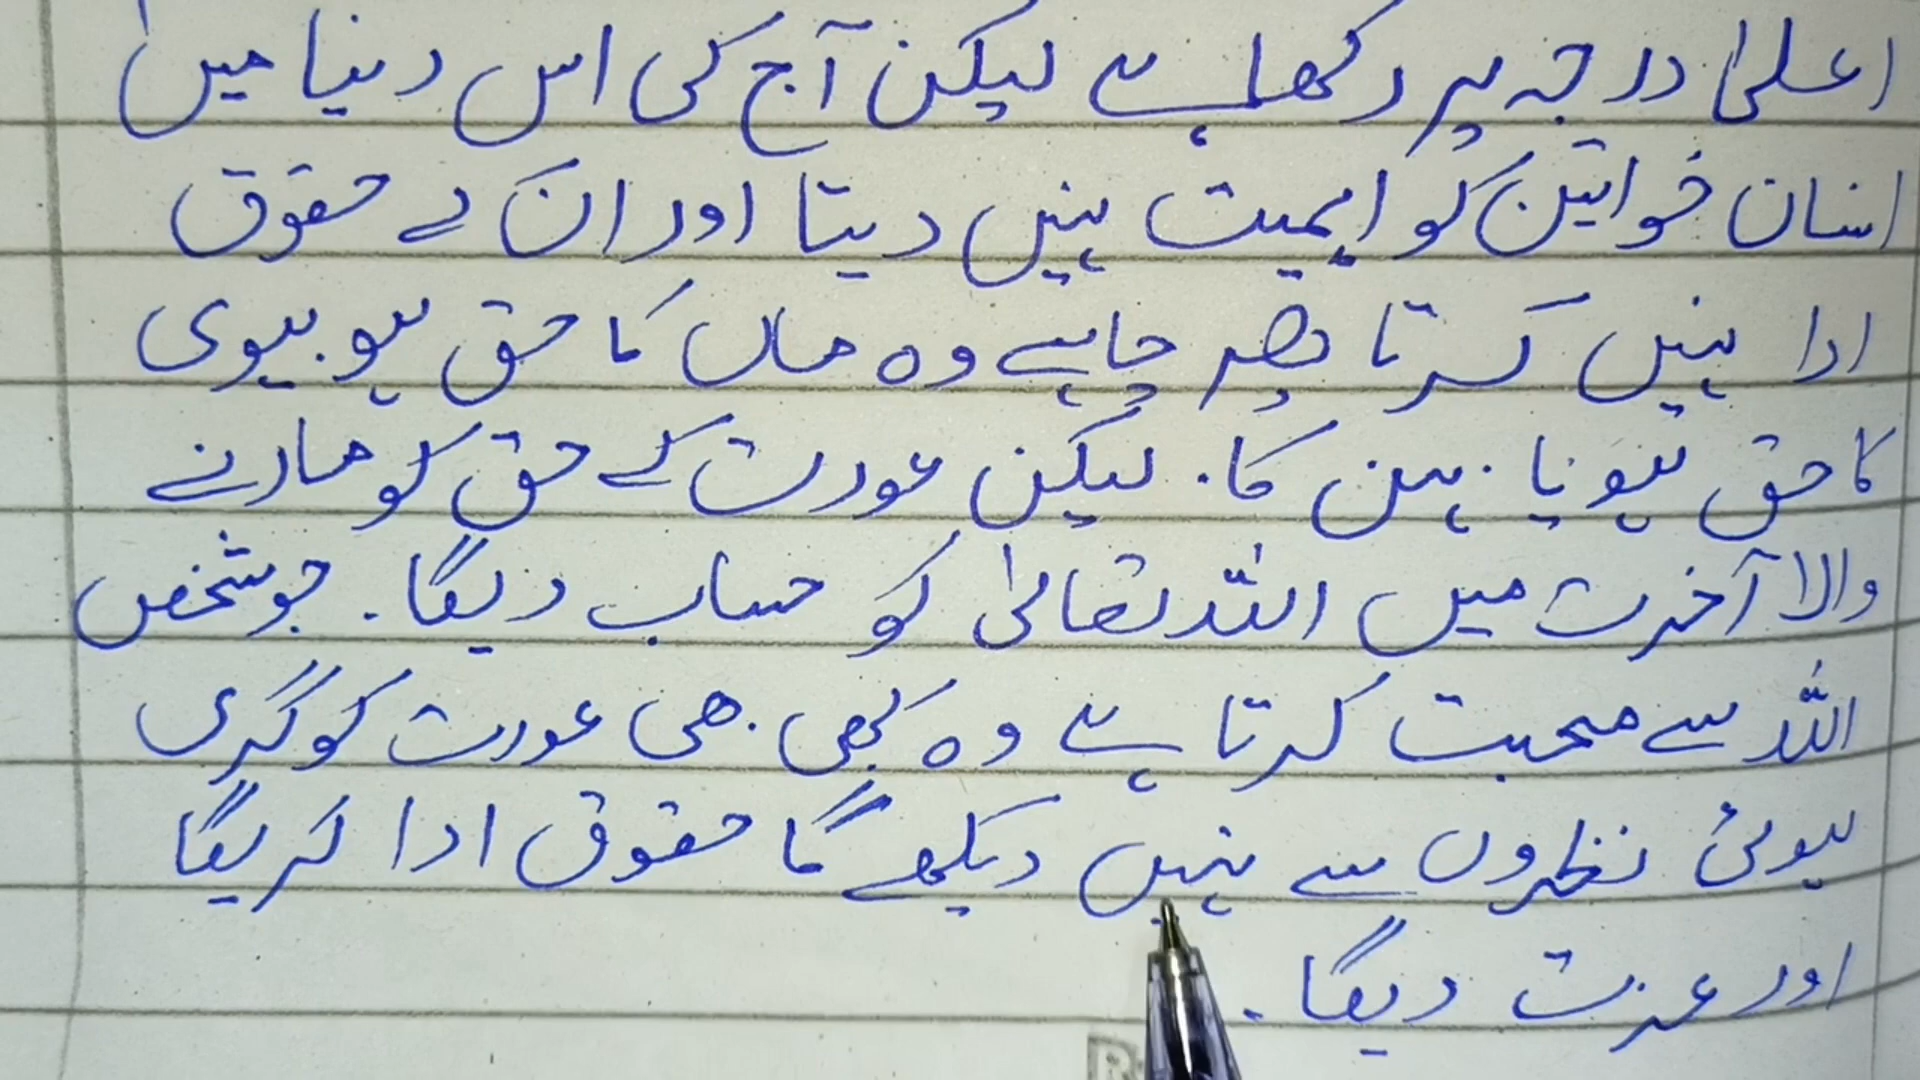 اعلیٰ درجہ پر رکھا ہے لیکن آج کی اس دنیا میں
انسان خواتین کو اہمیت نہیں دیتا اور ان کے حقوق
ادا نہیں کرتا پھر چاہے وہ ماں کا حق ہو بیوی
کا حق ہو یا بہن کا. لیکن عورت کے حق کو مارنے
والا آخرت میں اللہ تعالیٰ کو حساب دیگا. جو شخص
اللہ سے محبت کرتا ہے وہ کبھی بھی عورت کو گری
ہوئی نظروں سے نہیں دیکھے گا حقوق ادا کریگا
اور عزت دیگا.
R